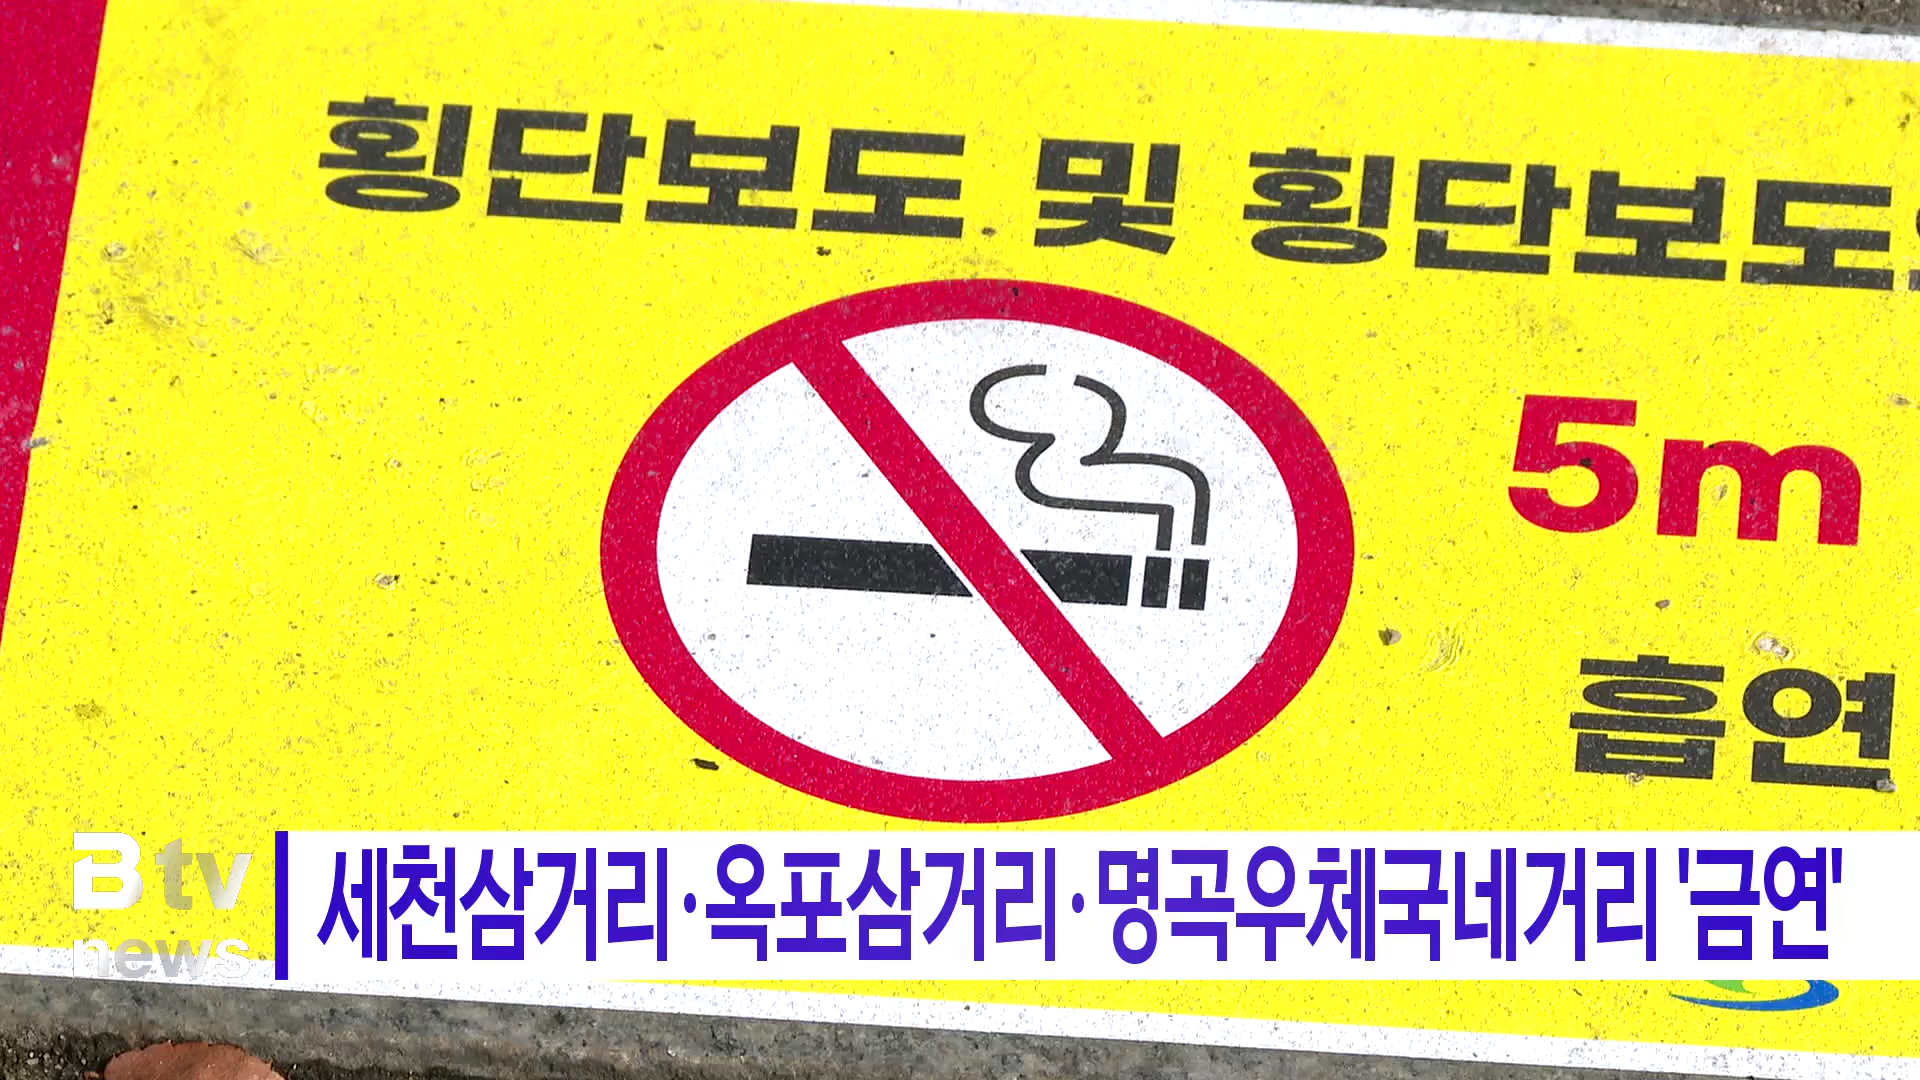 횡단보도 및 횡단보도
5m
흡연
B tv
news
세천삼거리·옥포삼거리·명곡우체국네거리 '금연'